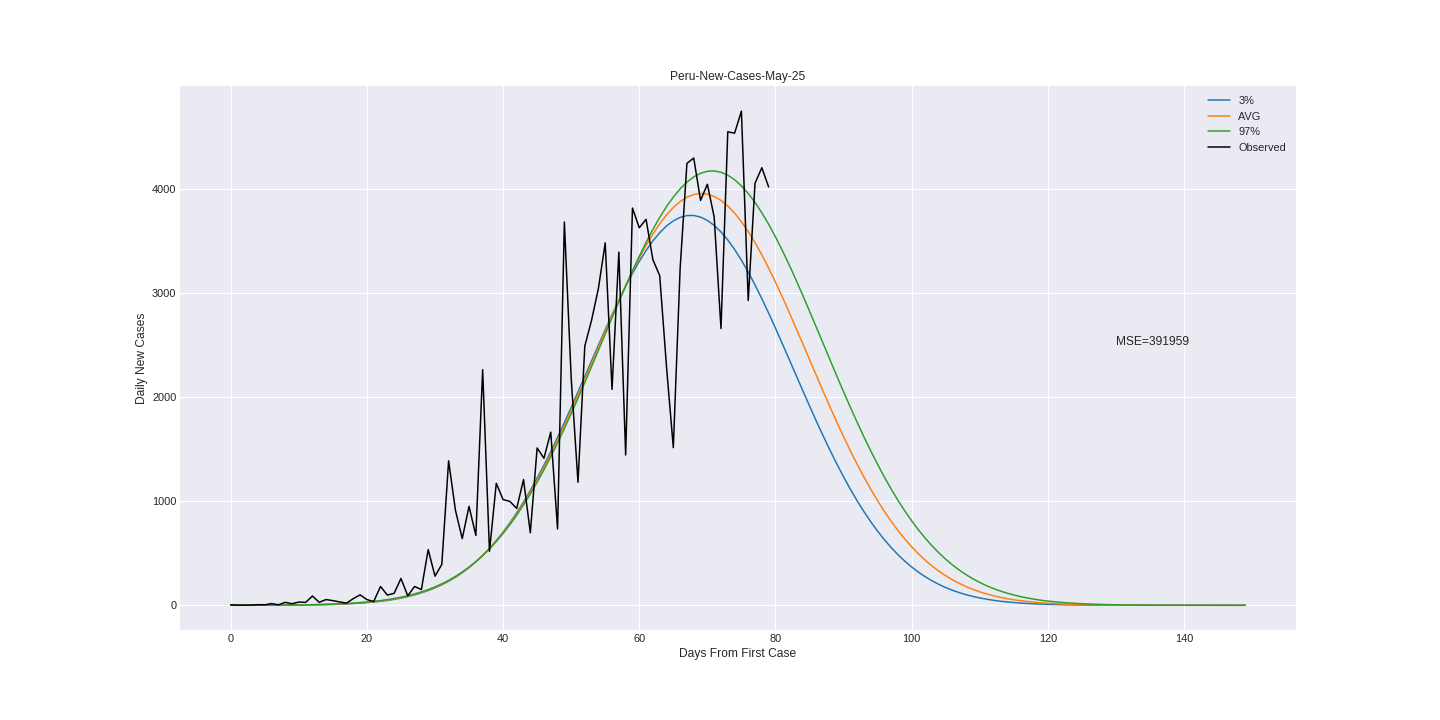 Peru-New-Cases-May-25
3%
AVG
97%
Observed
Daily New Cases
4000
3000
2000
1000
0
MSE=391959
0 20 40 60 80 100 120 140
Days From First Case